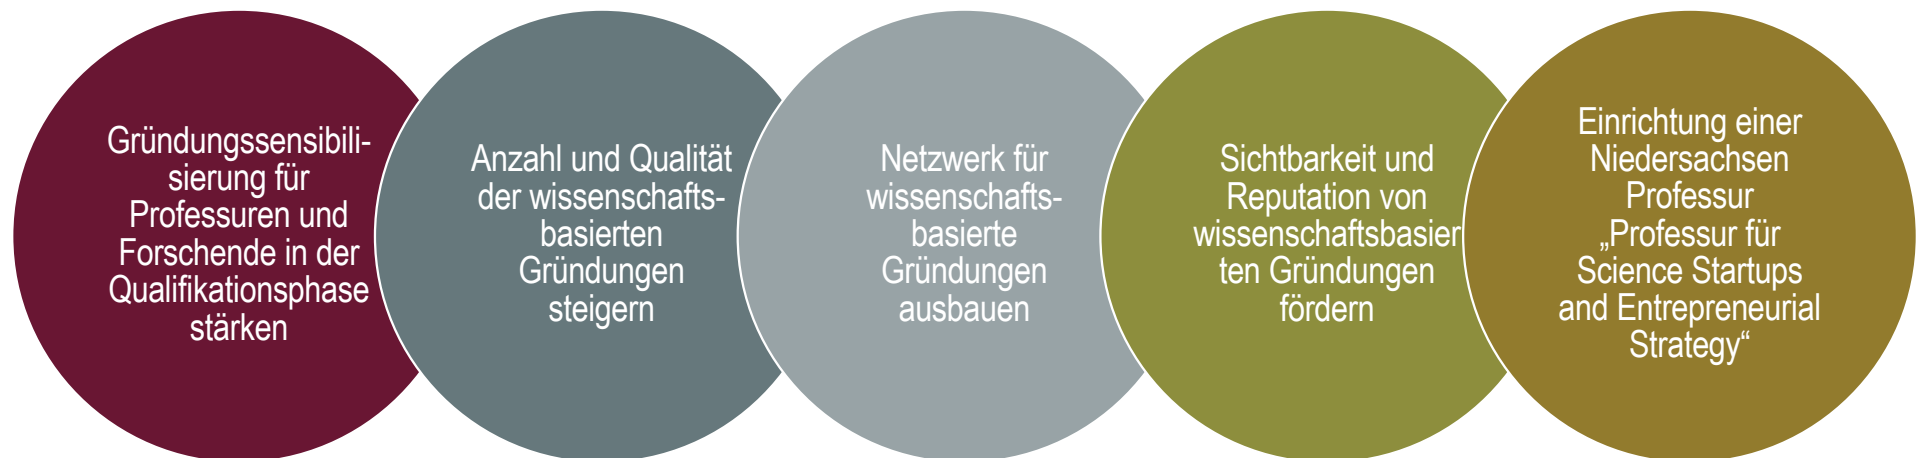 Gründungssensibili-
sierung für
Professuren und
Forschende in der
Qualifikationsphase
stärken
Anzahl und Qualität
der wissenschafts-
basierten
Gründungen
steigern
Netzwerk für
wissenschafts-
basierte
Gründungen
ausbauen
Sichtbarkeit und
Reputation von
wissenschaftsbasier
ten Gründungen
fördern
Einrichtung einer
Niedersachsen
Professur
„Professur für
Science Startups
and Entrepreneurial
Strategy“